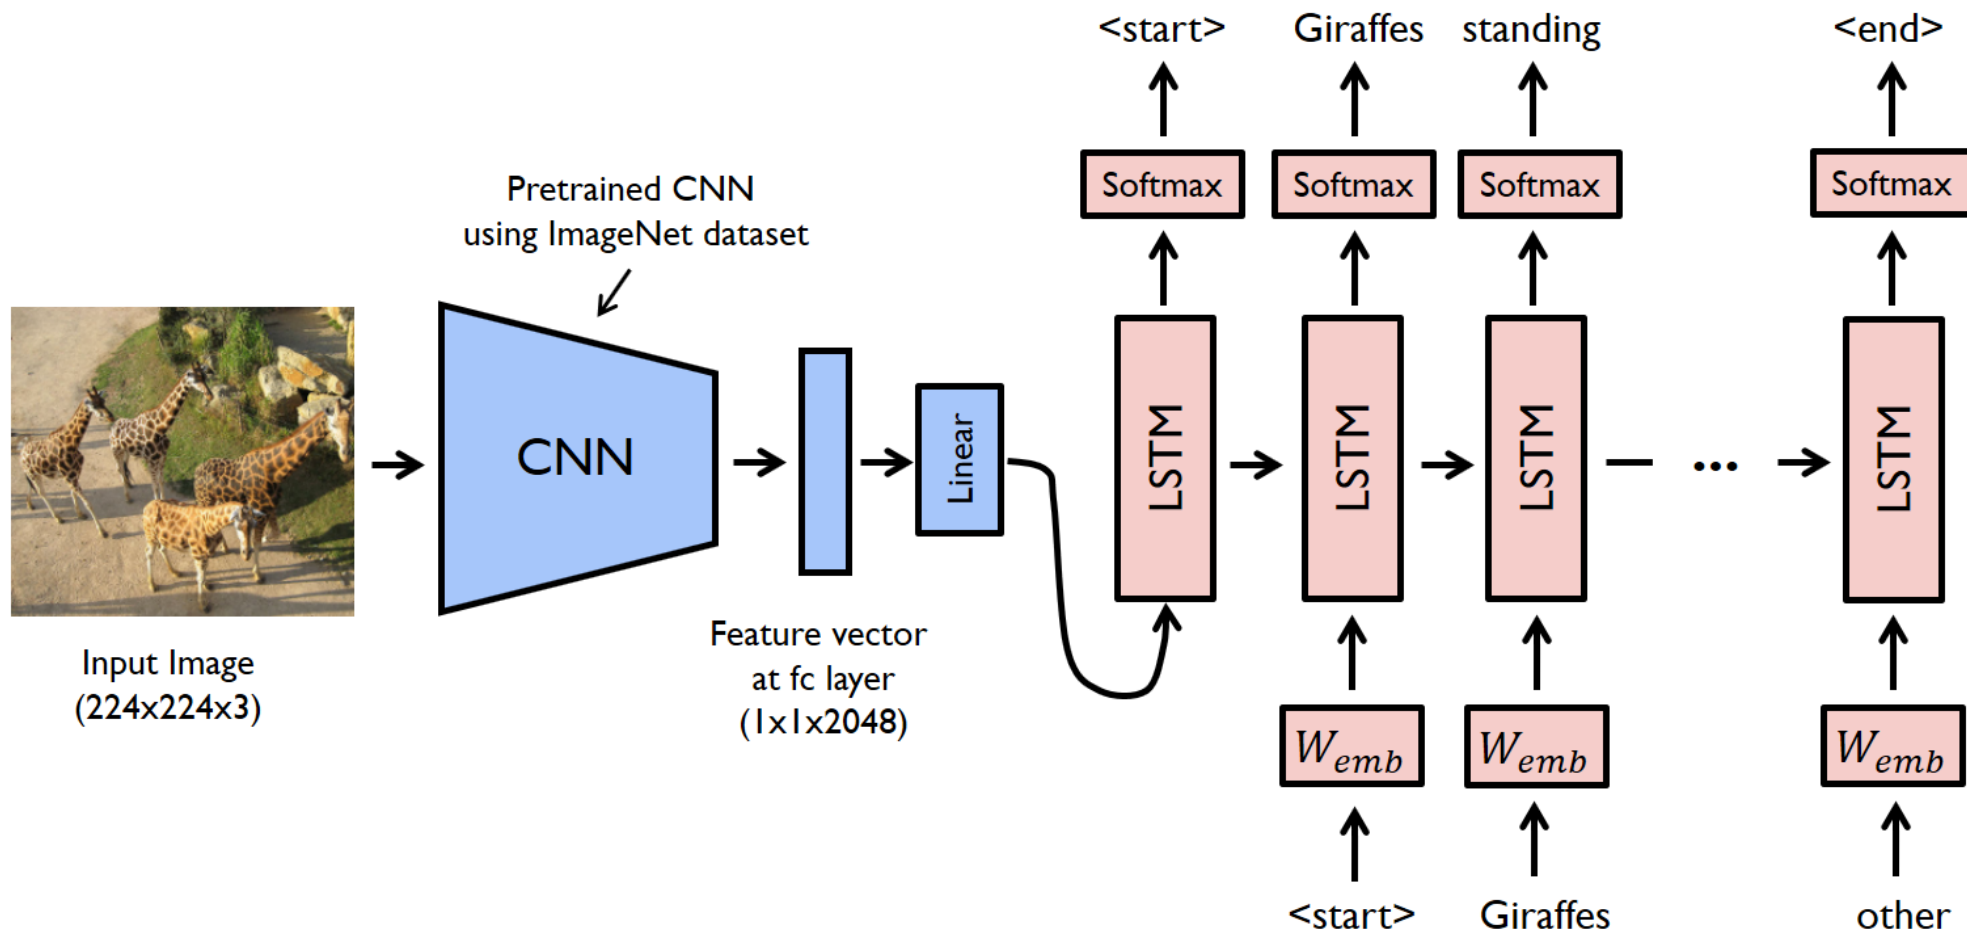 <start> Giraffes standing <end>
Softmax Softmax Softmax Softmax
Pretrained CNN
using ImageNet dataset
CNN
Linear
LSTM LSTM LSTM ... LSTM
Input Image
(224x224x3)
Feature vector
at fc layer
(1x1x2048)
W_emb W_emb W_emb
<start> Giraffes other